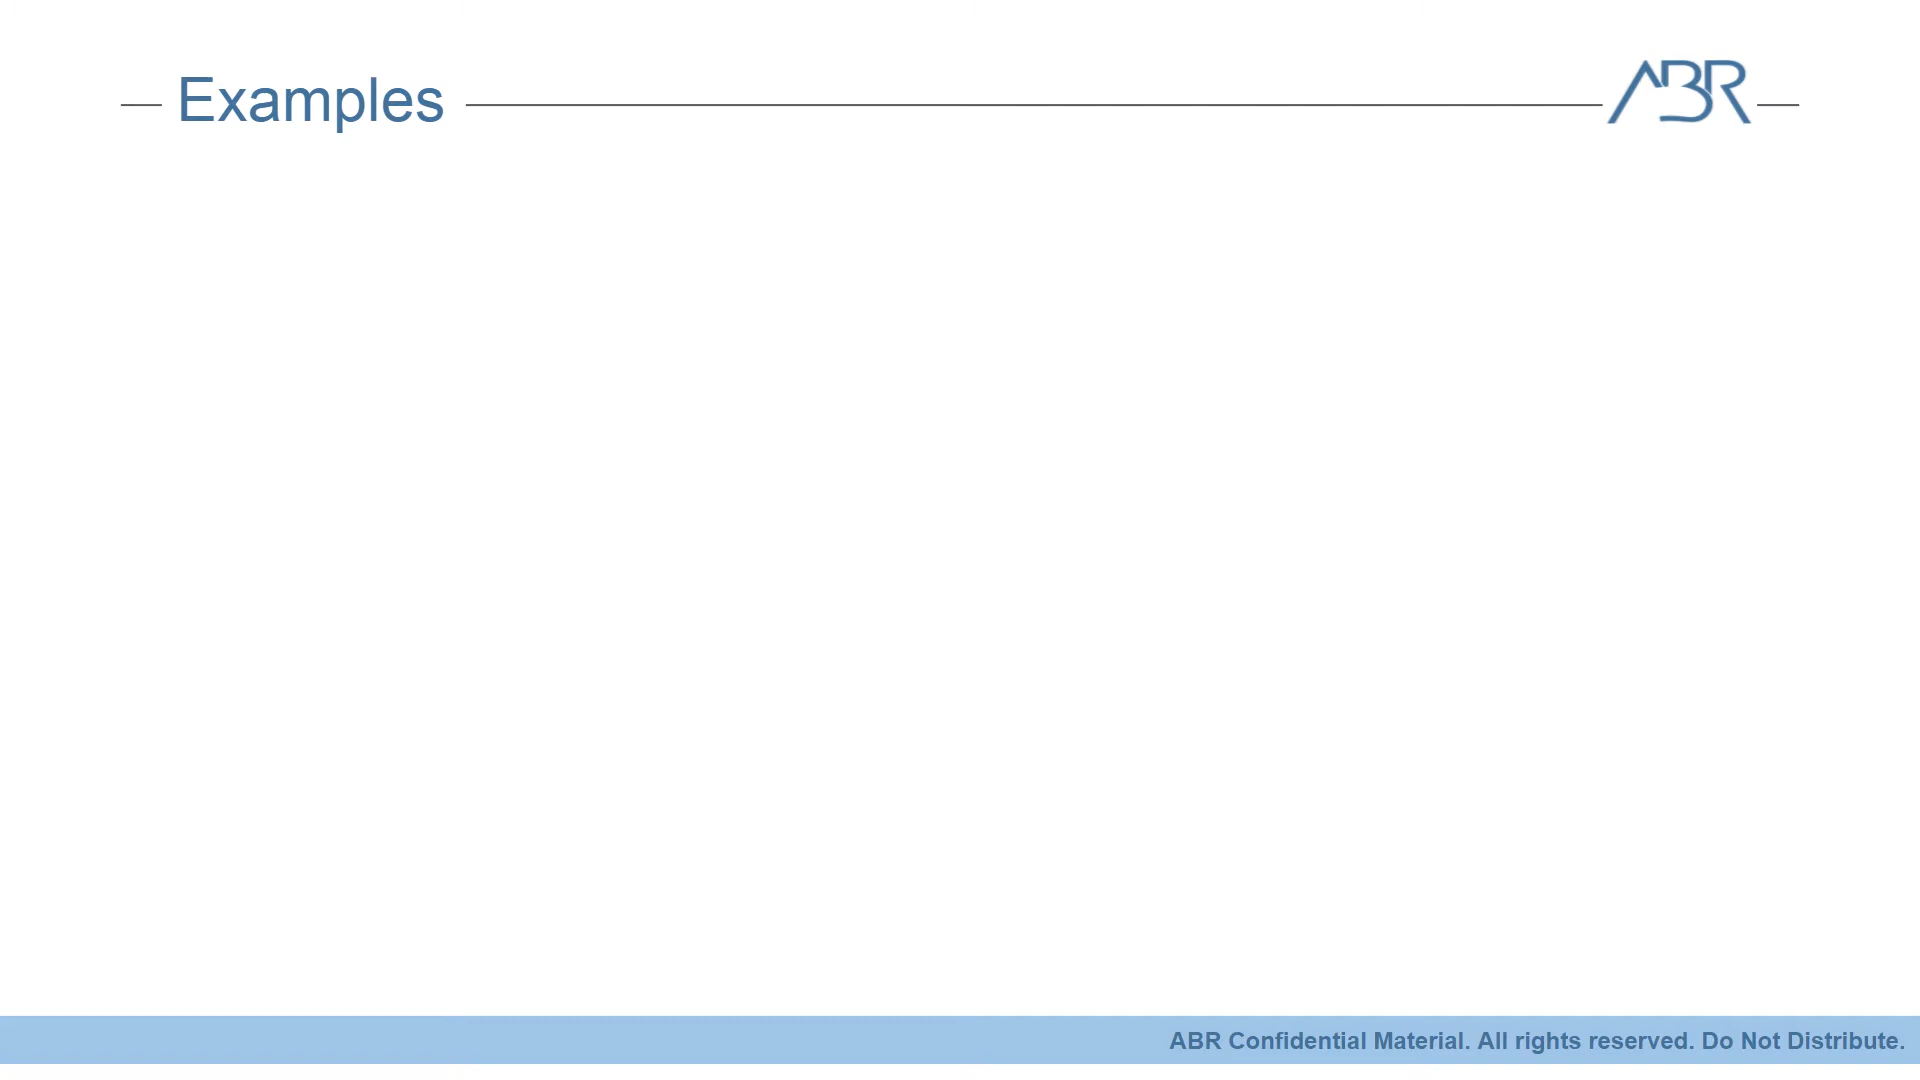 Examples
ABR
ABR Confidential Material. All rights reserved. Do Not Distribute.